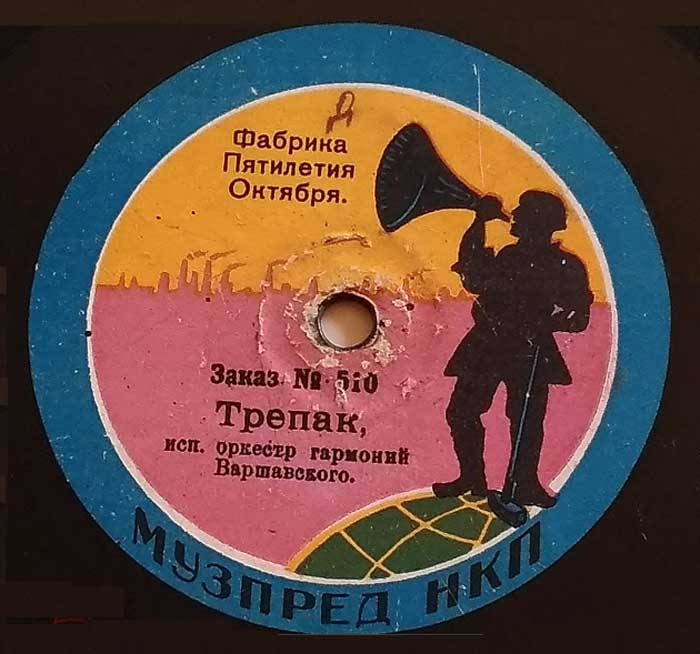 Д
Фабрика
Пятилетия
Октября.
Заказ № 510
Трепак,
исп. оркестр гармоний
Варшавского.
МУЗПРЕД НКП